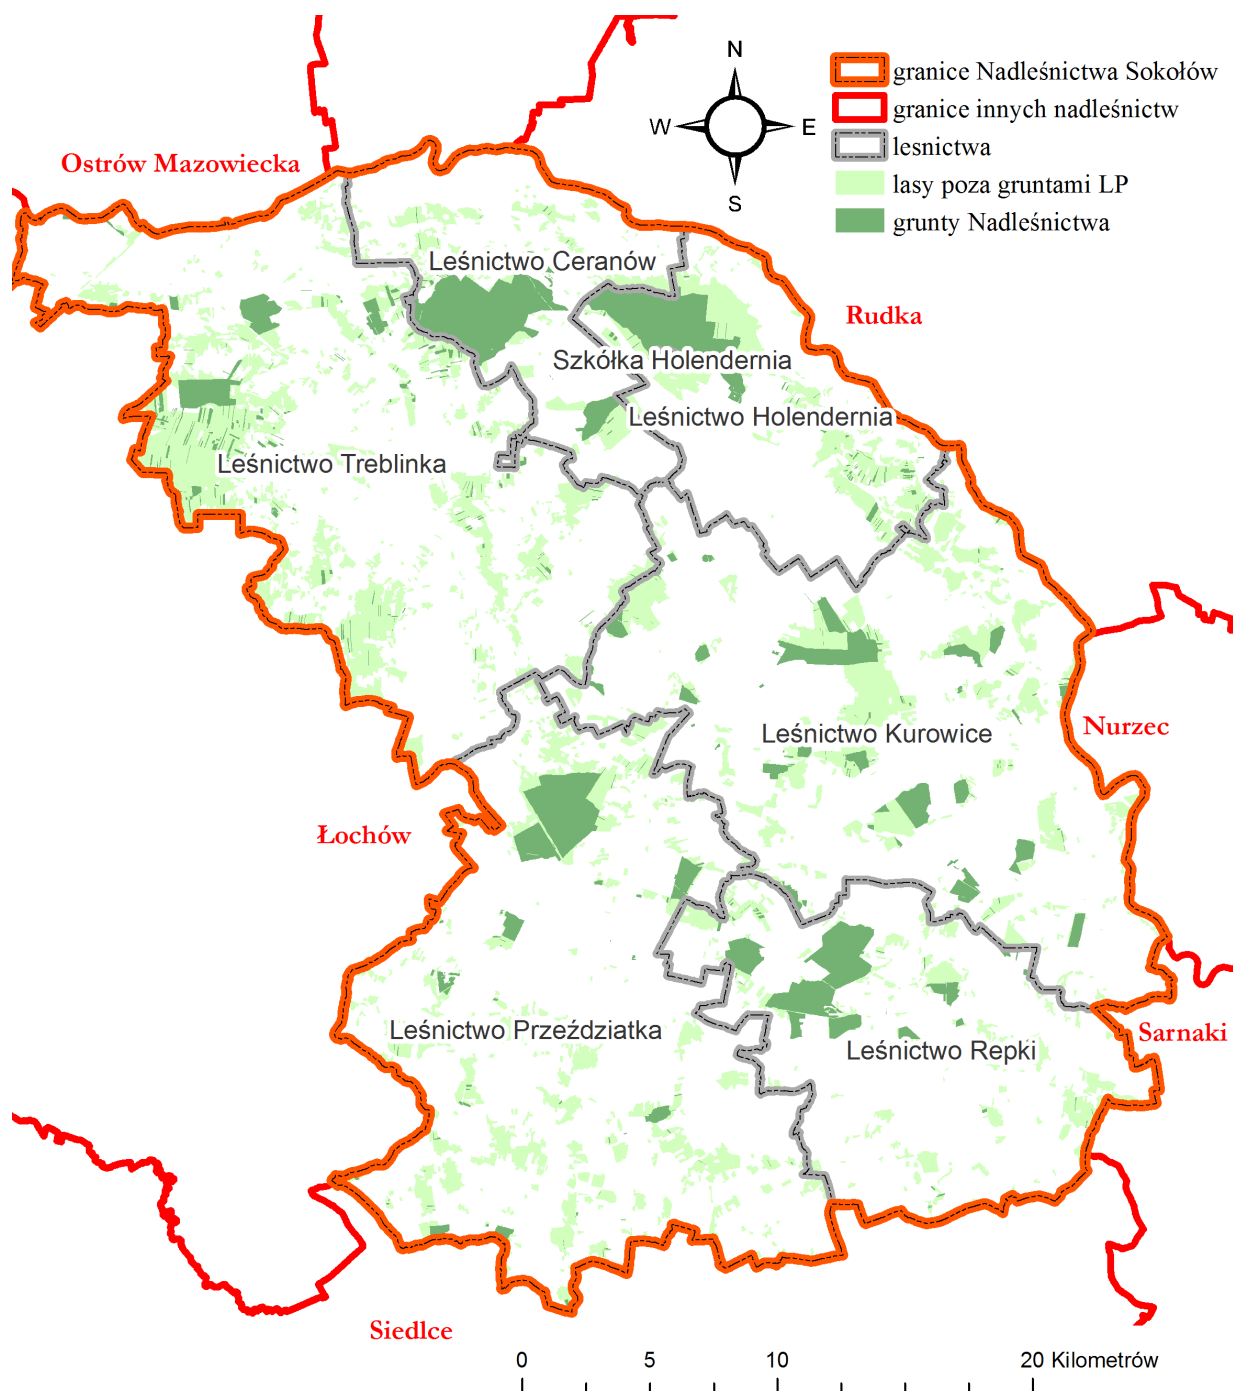 N
W E
S
granice Nadleśnictwa Sokołów
granice innych nadleśnictw
lesnictwa
lasy poza gruntami LP
grunty Nadleśnictwa
Ostrów Mazowiecka
Leśnictwo Ceranów
Rudka
Szkółka Holendernia
Leśnictwo Holendernia
Leśnictwo Treblinka
Nurzec
Leśnictwo Kurowice
Łochów
Leśnictwo Przeździatka
Sarnaki
Leśnictwo Repki
Siedlce
0 5 10 20 Kilometrów